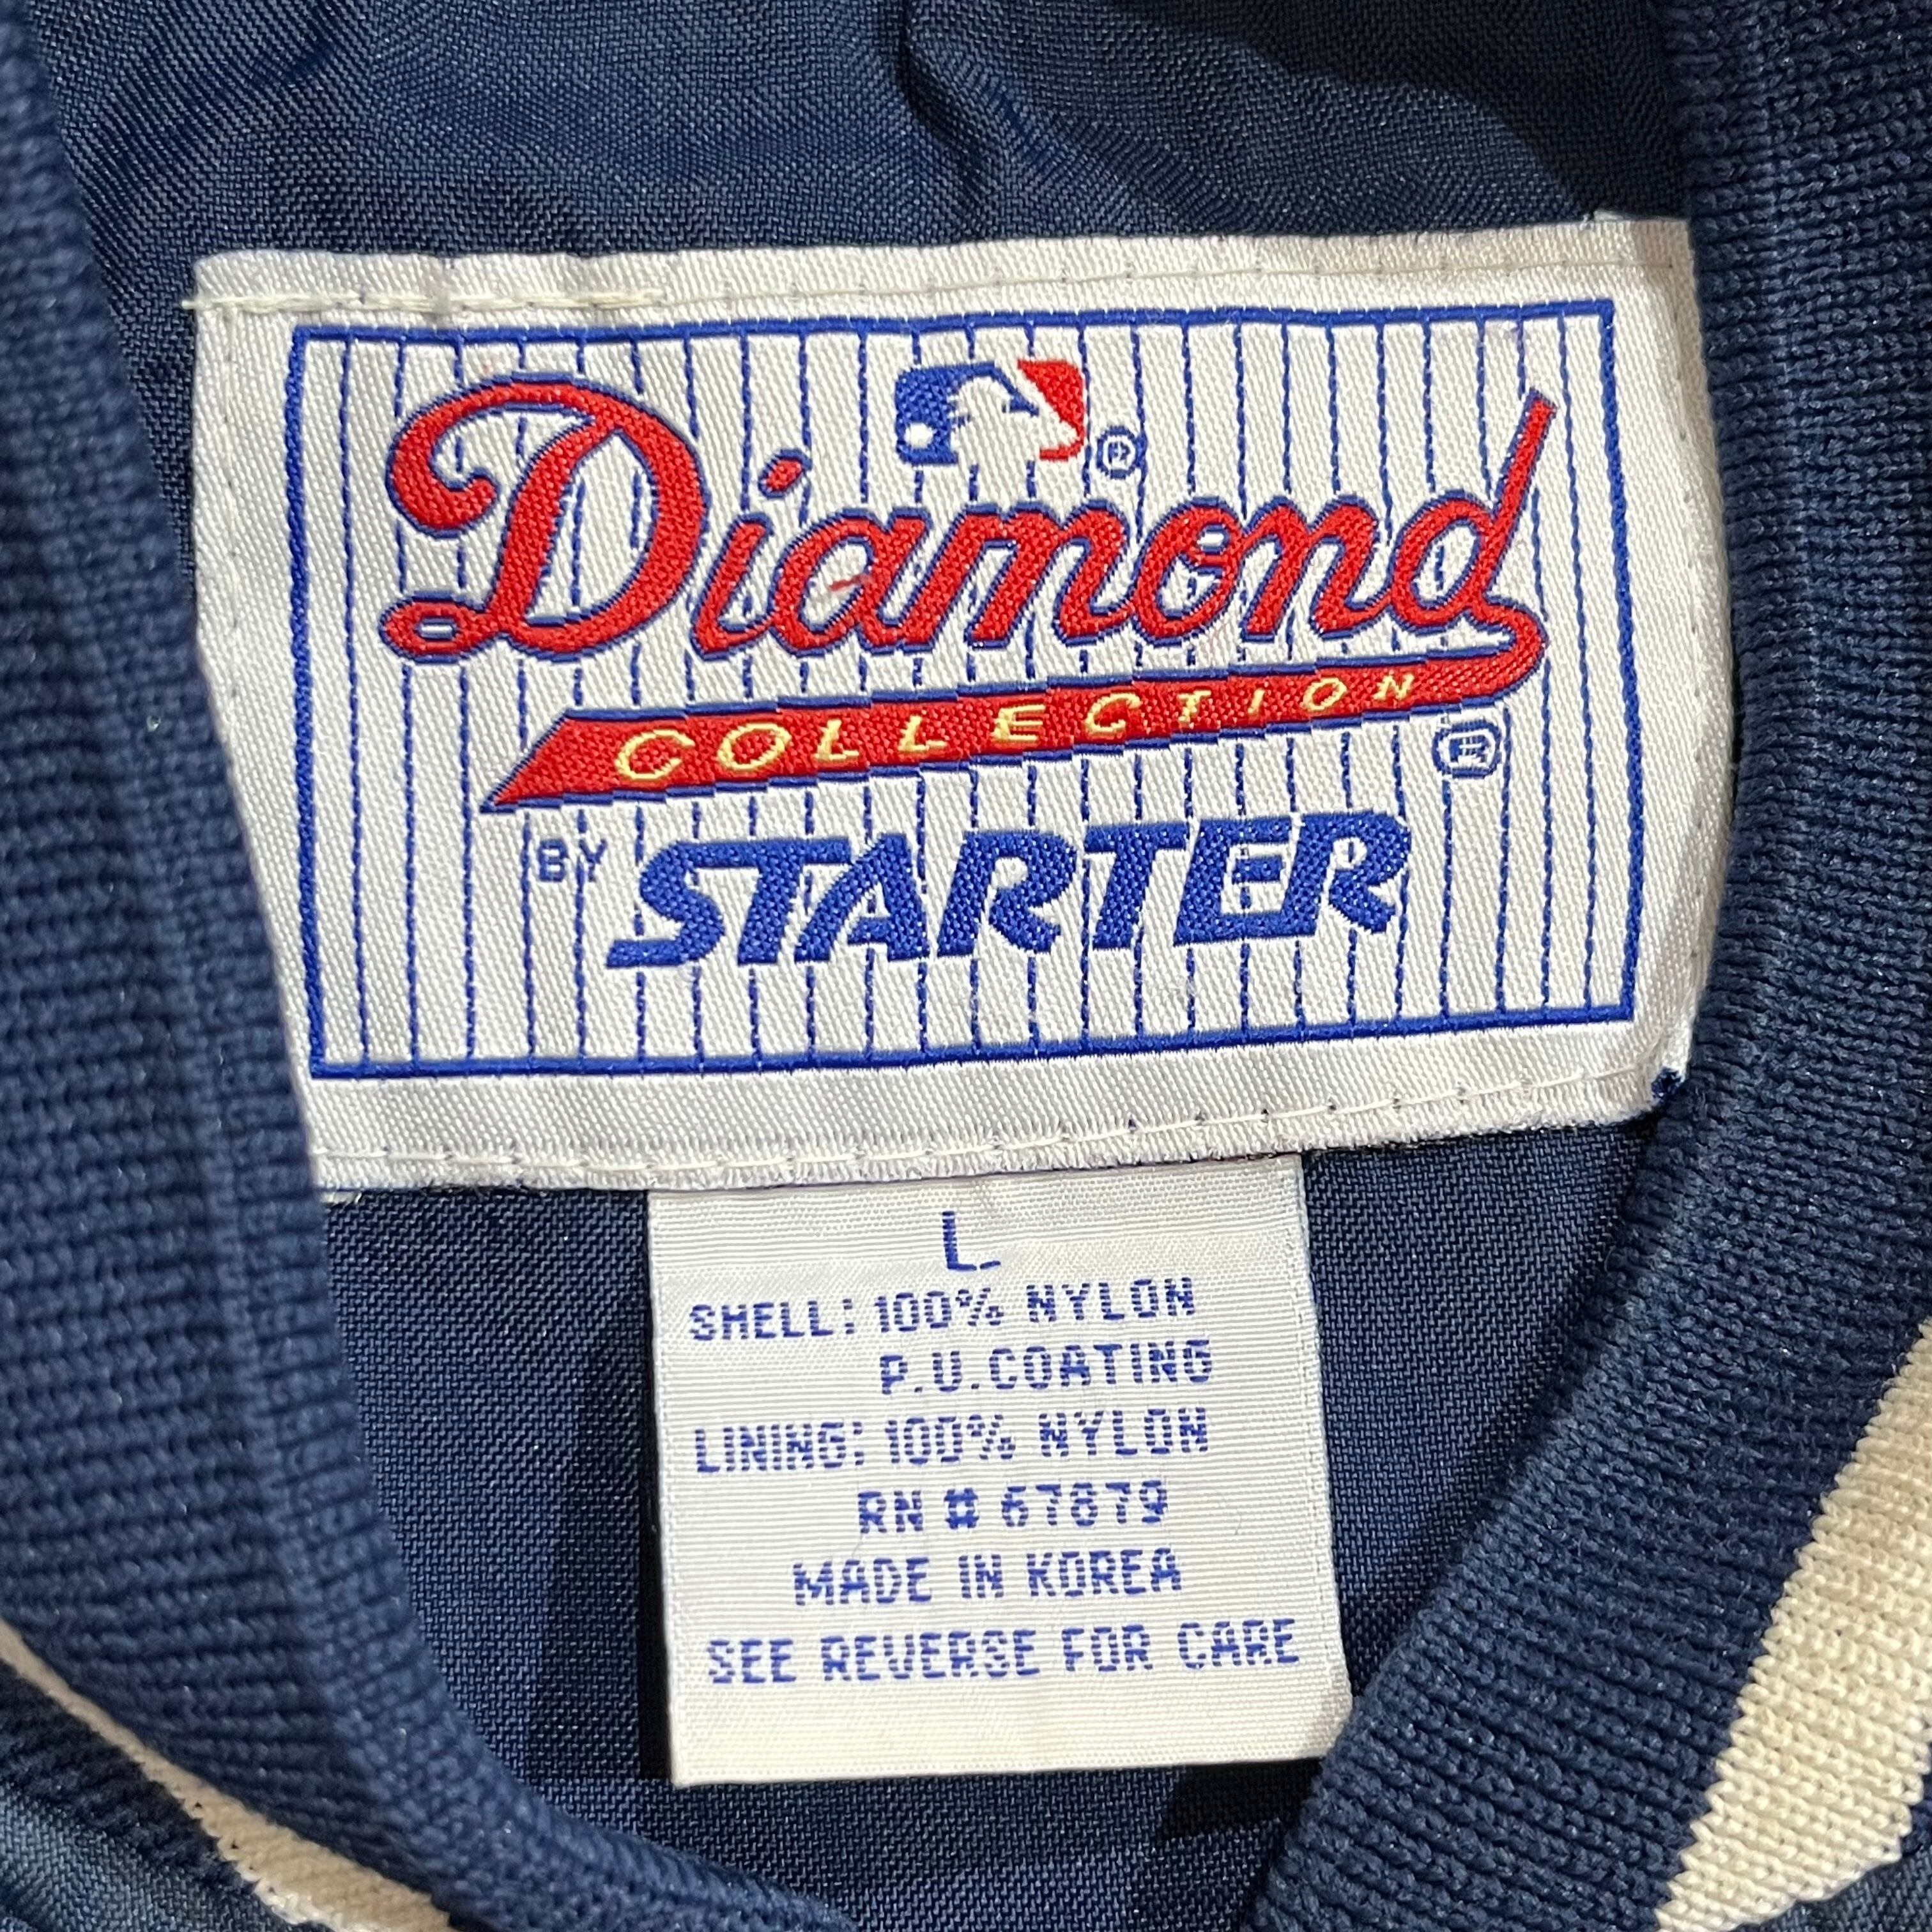 ®
Diamond
COLLECTION
®
BY STARTER
L
SHELL: 100% NYLON
P.U.COATING
LINING: 100% NYLON
RN # 67879
MADE IN KOREA
SEE REVERSE FOR CARE